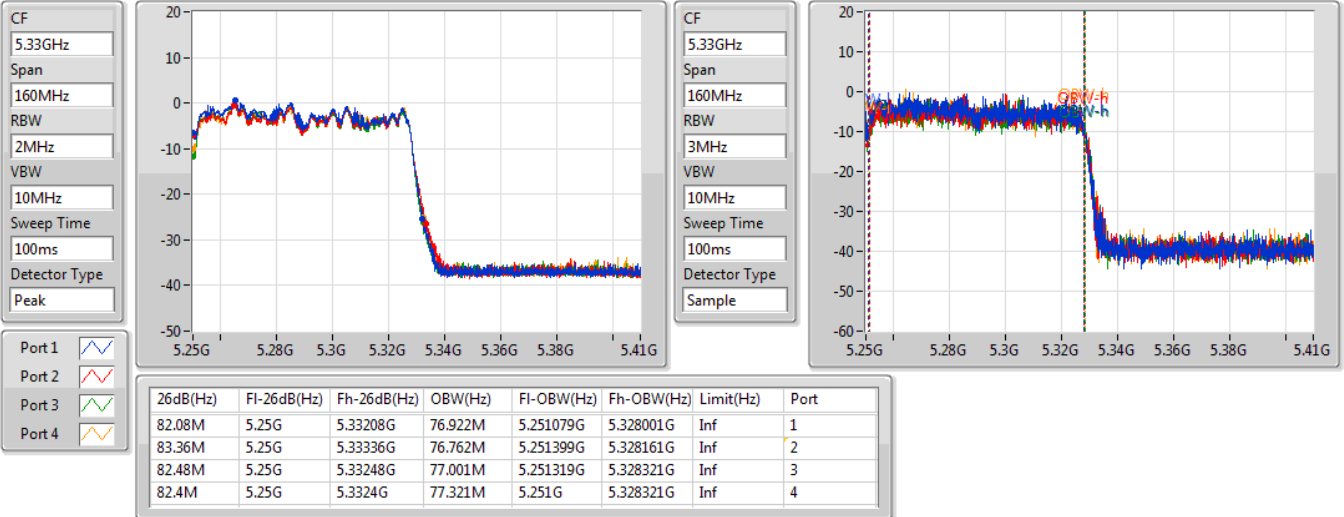 CF
5.33GHz
Span
160MHz
RBW
2MHz
VBW
10MHz
Sweep Time
100ms
Detector Type
Peak
20
10
0
-10
-20
-30
-40
-50
5.25G 5.28G 5.3G 5.32G 5.34G 5.36G 5.38G 5.41G
CF
5.33GHz
Span
160MHz
RBW
3MHz
VBW
10MHz
Sweep Time
100ms
Detector Type
Sample
20
10
0
-10
-20
-30
-40
-50
-60
OBW-h
5.25G 5.28G 5.3G 5.32G 5.34G 5.36G 5.38G 5.41G
Port 1
Port 2
Port 3
Port 4
26dB(Hz) Fl-26dB(Hz) Fh-26dB(Hz) OBW(Hz) Fl-OBW(Hz) Fh-OBW(Hz) Limit(Hz) Port
82.08M 5.25G 5.33208G 76.922M 5.251079G 5.328001G Inf 1
83.36M 5.25G 5.33336G 76.762M 5.251399G 5.328161G Inf 2
82.48M 5.25G 5.33248G 77.001M 5.251319G 5.328321G Inf 3
82.4M 5.25G 5.3324G 77.321M 5.251G 5.328321G Inf 4